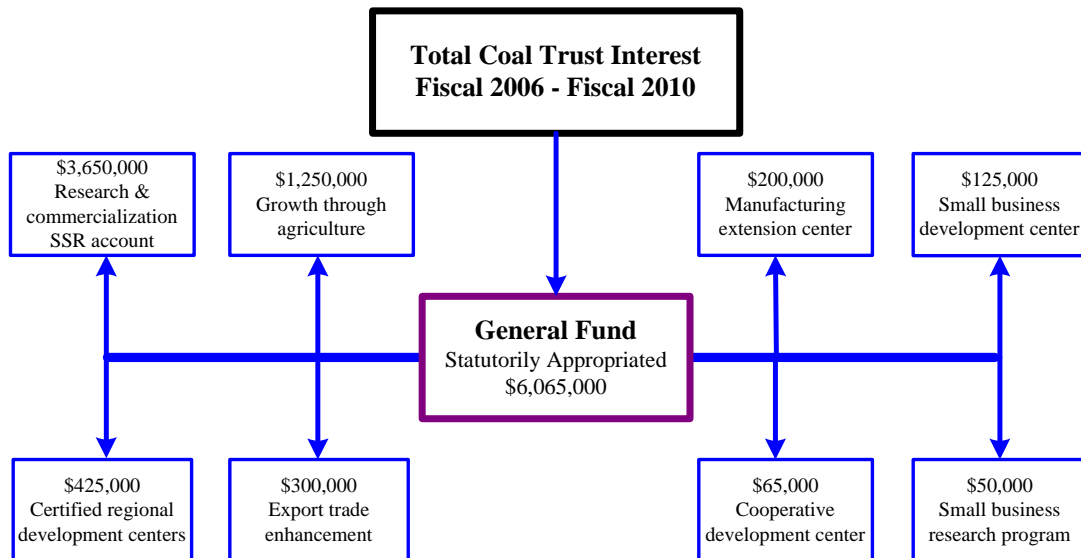 Total Coal Trust Interest
Fiscal 2006 - Fiscal 2010
$3,650,000
Research &
commercialization
SSR account
$1,250,000
Growth through
agriculture
$200,000
Manufacturing
extension center
$125,000
Small business
development center
General Fund
Statutorily Appropriated
$6,065,000
$425,000
Certified regional
development centers
$300,000
Export trade
enhancement
$65,000
Cooperative
development center
$50,000
Small business
research program